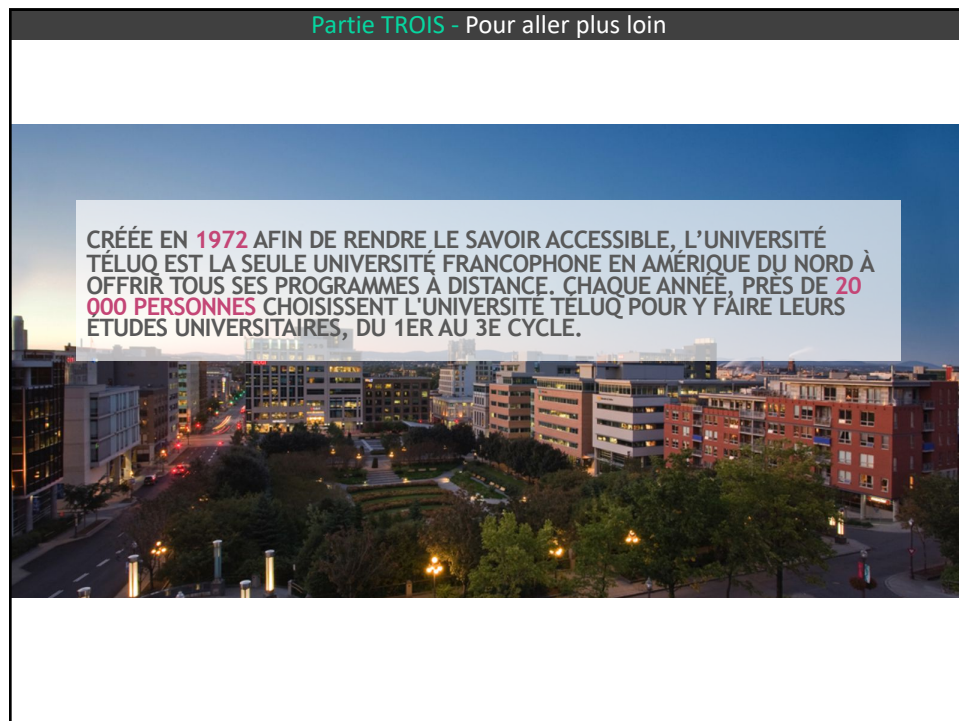 Partie TROIS - Pour aller plus loin
CRÉÉE EN 1972 AFIN DE RENDRE LE SAVOIR ACCESSIBLE, L’UNIVERSITÉ
TÉLUQ EST LA SEULE UNIVERSITÉ FRANCOPHONE EN AMÉRIQUE DU NORD À
OFFRIR TOUS SES PROGRAMMES À DISTANCE. CHAQUE ANNÉE, PRÈS DE 20
000 PERSONNES CHOISISSENT L'UNIVERSITÉ TÉLUQ POUR Y FAIRE LEURS
ÉTUDES UNIVERSITAIRES, DU 1ER AU 3E CYCLE.